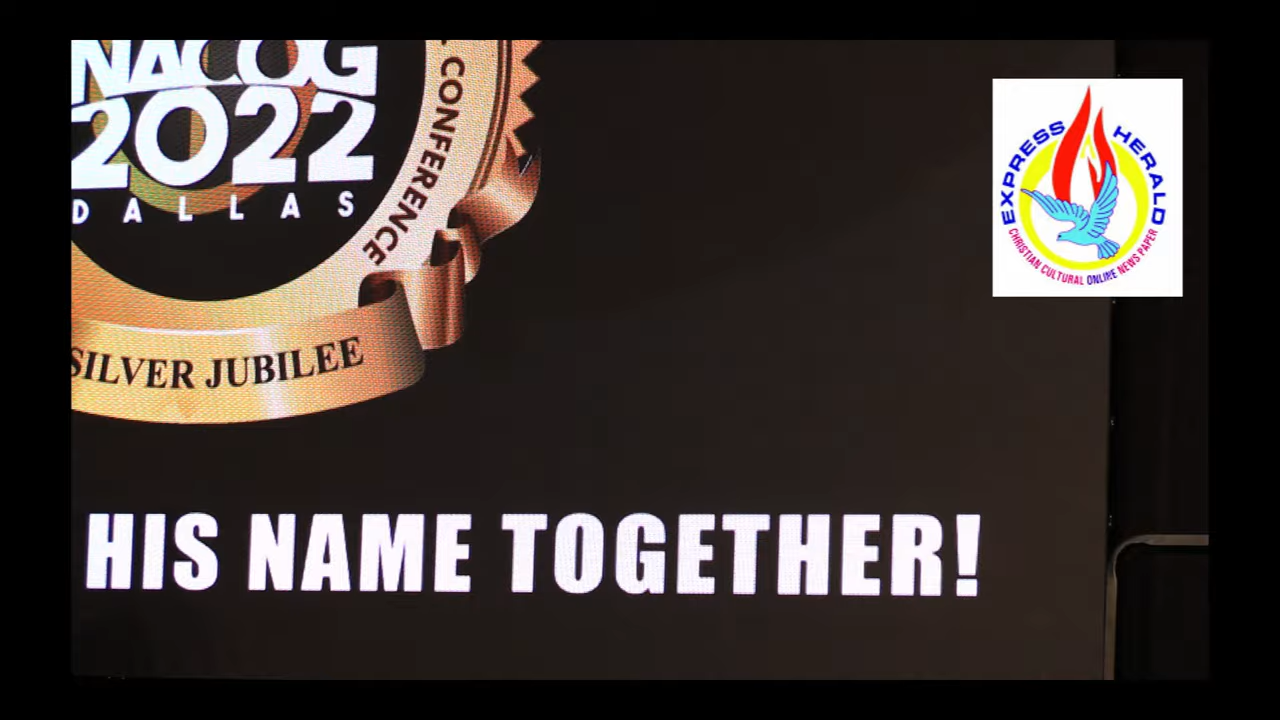 NACOG
2022
DALLAS
CONFERENCE
SILVER JUBILEE
HIS NAME TOGETHER!
EXPRESS HERALD
CHRISTIAN CULTURAL ONLINE NEWS PAPER